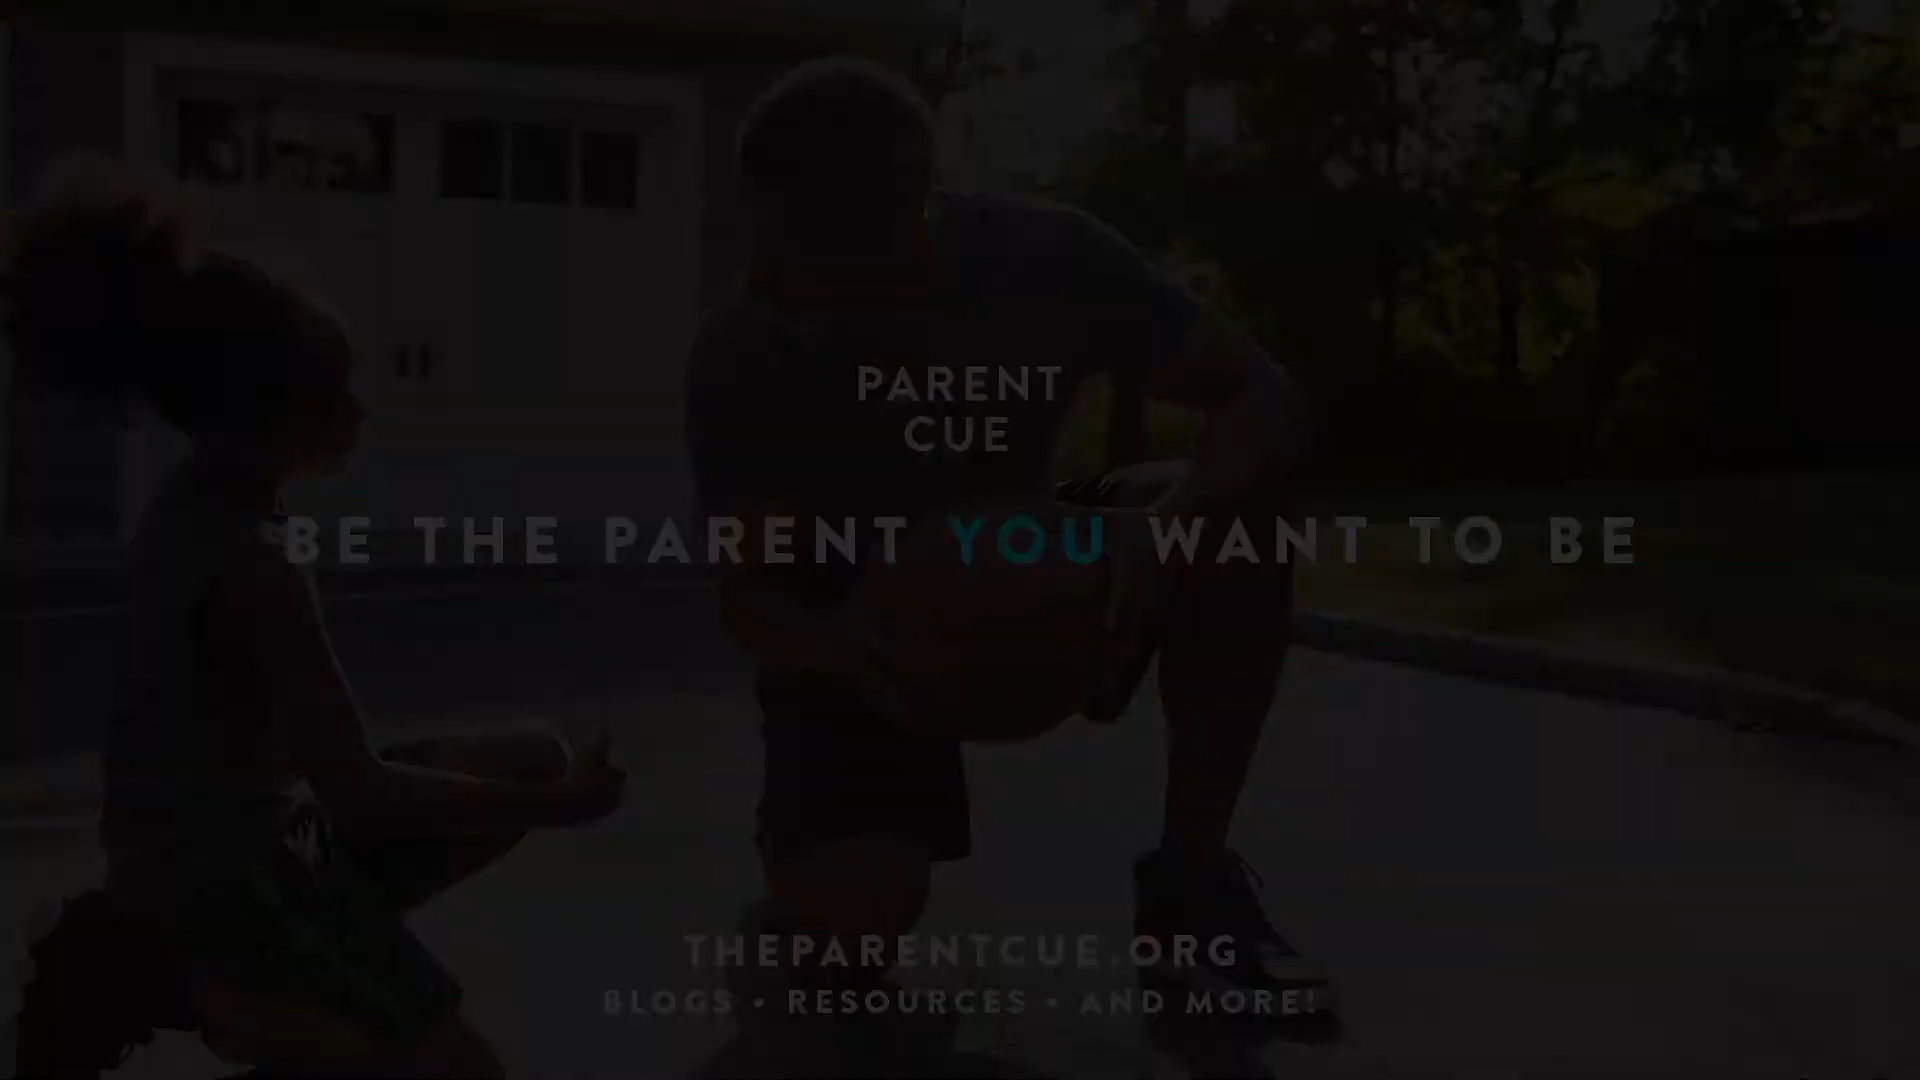 PARENT
CUE
BE THE PARENT YOU WANT TO BE
THEPARENTCUE.ORG
BLOGS • RESOURCES • AND MORE!